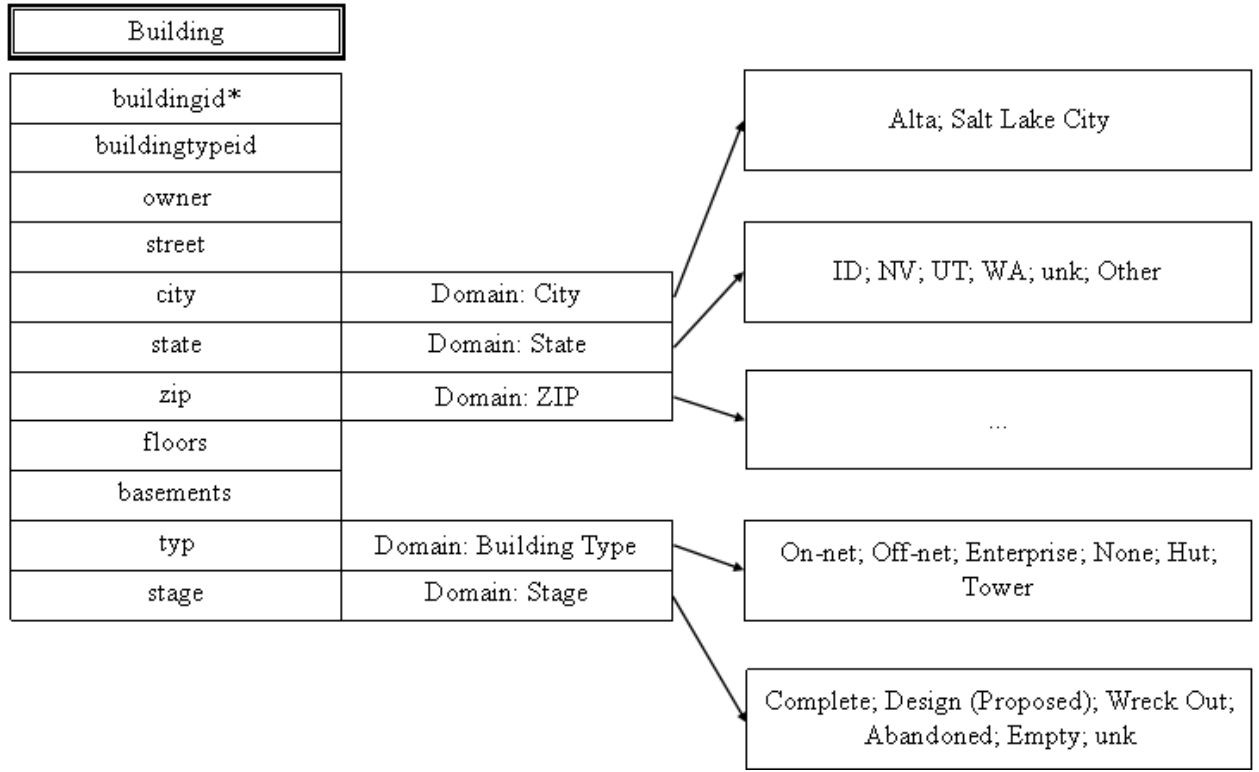 Building
buildingid*
buildingtypeid
owner
street
city
Domain: City
state
Domain: State
zip
Domain: ZIP
floors
basements
typ
Domain: Building Type
stage
Domain: Stage
Alta; Salt Lake City
ID; NV; UT; WA; unk; Other
...
On-net; Off-net; Enterprise; None; Hut;
Tower
Complete; Design (Proposed); Wreck Out;
Abandoned; Empty; unk